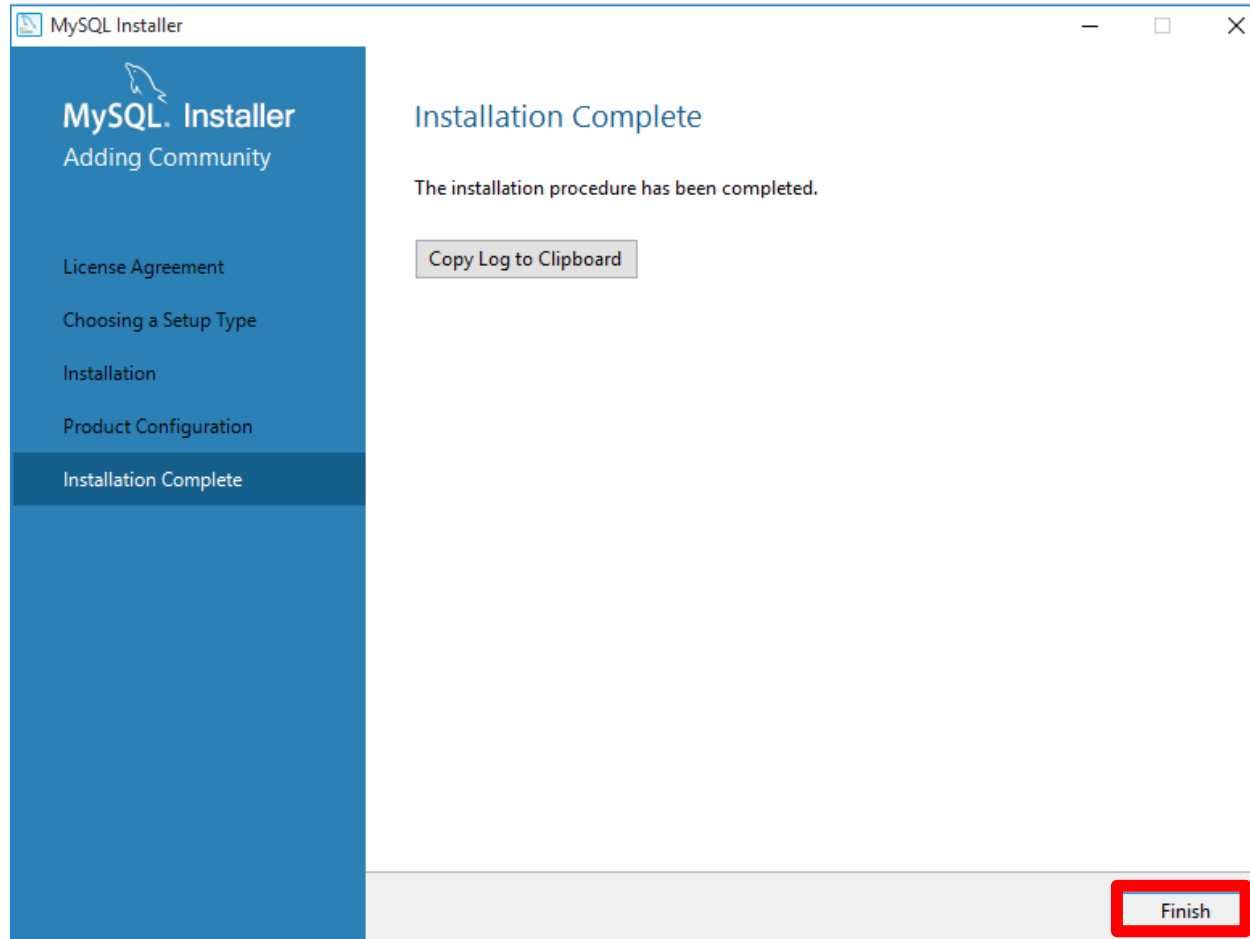 MySQL Installer
MySQL. Installer
Adding Community
License Agreement
Choosing a Setup Type
Installation
Product Configuration
Installation Complete
Installation Complete
The installation procedure has been completed.
Copy Log to Clipboard
Finish